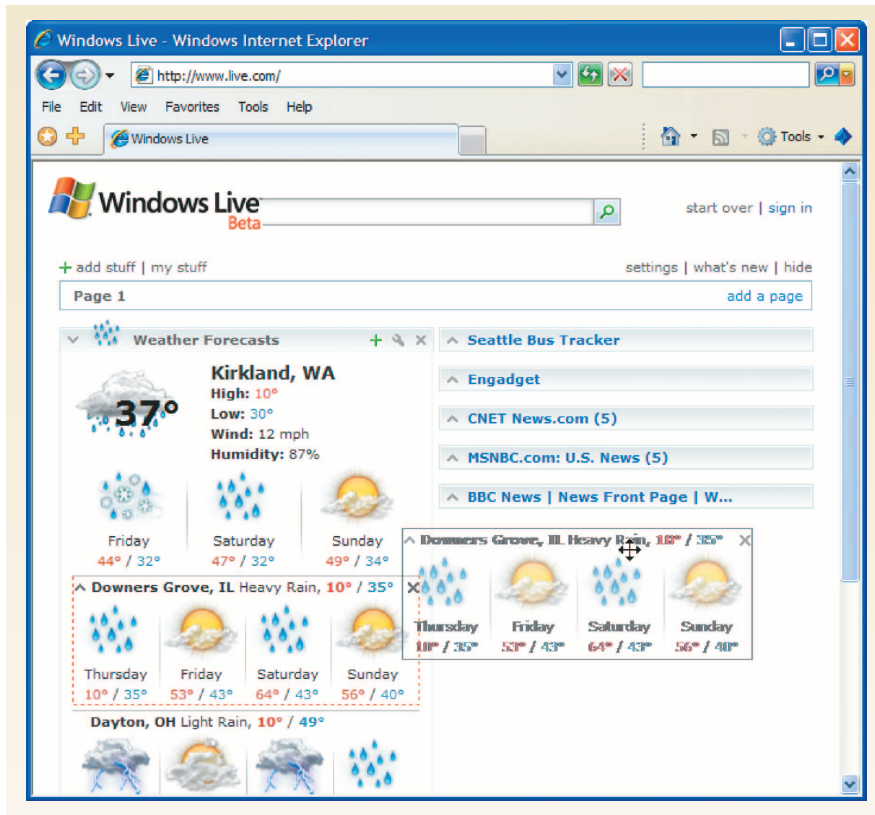 Windows Live - Windows Internet Explorer
http://www.live.com/
File Edit View Favorites Tools Help
Windows Live
Tools
Windows Live
Beta
start over | sign in
add stuff | my stuff
settings | what's new | hide
Page 1
add a page
Weather Forecasts
Seattle Bus Tracker
Engadget
CNET News.com (5)
MSNBC.com: U.S. News (5)
BBC News | News Front Page | W...
37°
Kirkland, WA
High: 10°
Low: 30°
Wind: 12 mph
Humidity: 87%
Friday Saturday Sunday
44° / 32° 47° / 32° 49° / 34°
Downers Grove, IL Heavy Rain, 10° / 35°
Thursday Friday Saturday Sunday
10° / 35° 53° / 43° 64° / 43° 56° / 40°
Downers Grove, IL Heavy Rain, 10° / 35°
Thursday Friday Saturday Sunday
10° / 35° 53° / 43° 64° / 43° 56° / 40°
Dayton, OH Light Rain, 10° / 49°